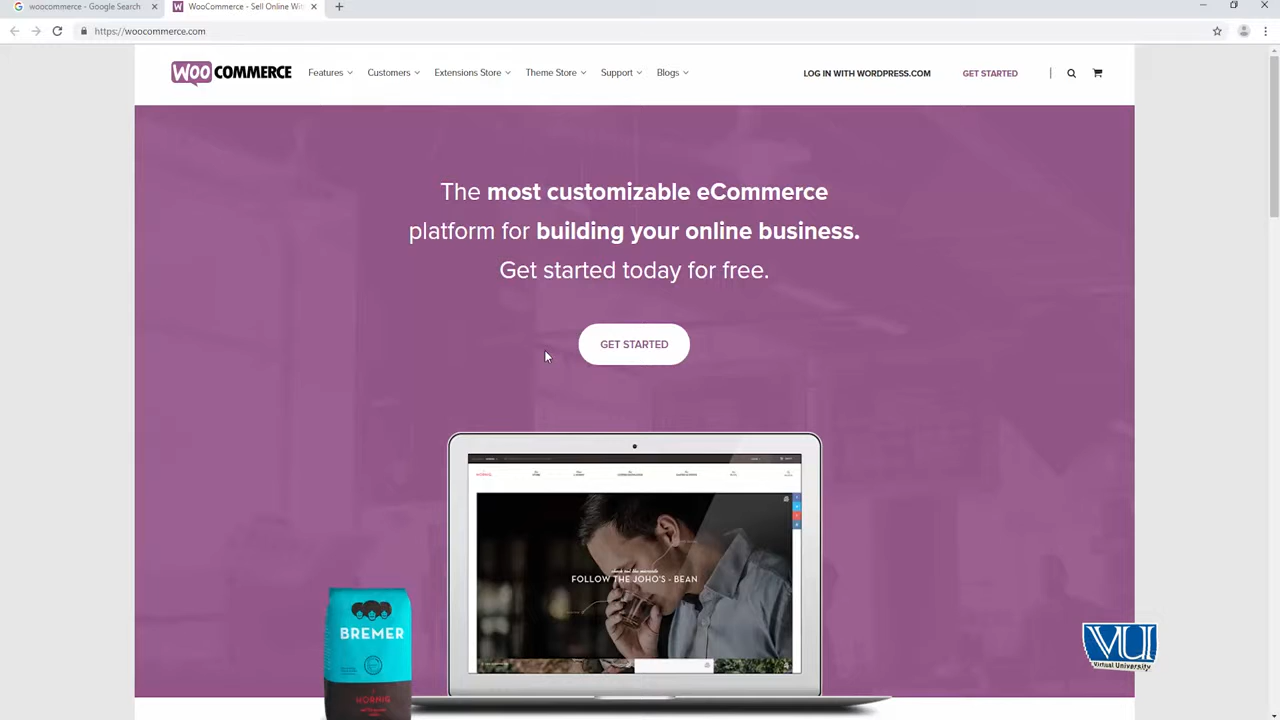 woocommerce - Google Search
WooCommerce - Sell Online Wit
https://woocommerce.com
WOOCOMMERCE
Features
Customers
Extensions Store
Theme Store
Support
Blogs
LOG IN WITH WORDPRESS.COM
GET STARTED
The most customizable eCommerce
platform for building your online business.
Get started today for free.
GET STARTED
FOLLOW THE JOHO'S - BEAN
BREMER
HORNIG
VU
Virtual University